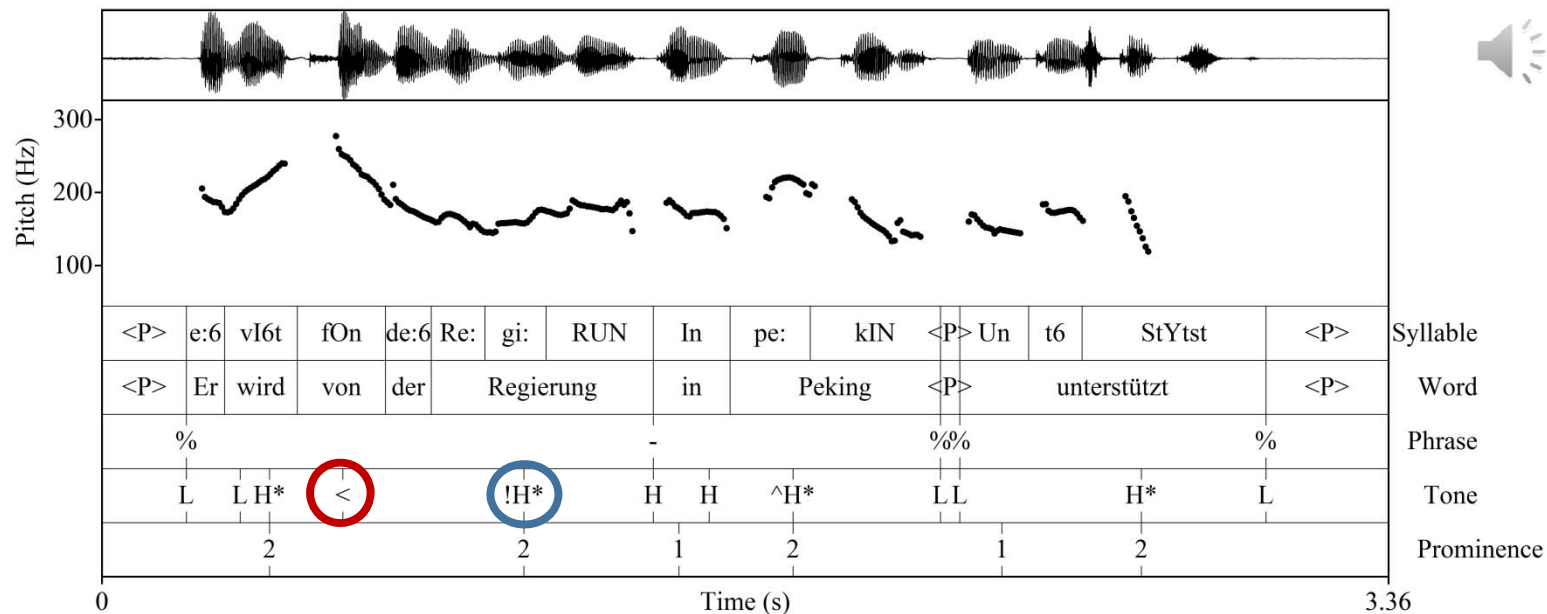 300
200
100
Pitch (Hz)
<P> e:6 vI6t fOn de:6 Re: gi: RUN In pe: kIN <P> Un t6 StYtst <P> Syllable
<P> Er wird von der Regierung in Peking <P> unterstützt <P> Word
% - %% % Phrase
L L H* < !H* H H ^H* L L H* L Tone
2 2 1 2 1 2 Prominence
0 Time (s) 3.36